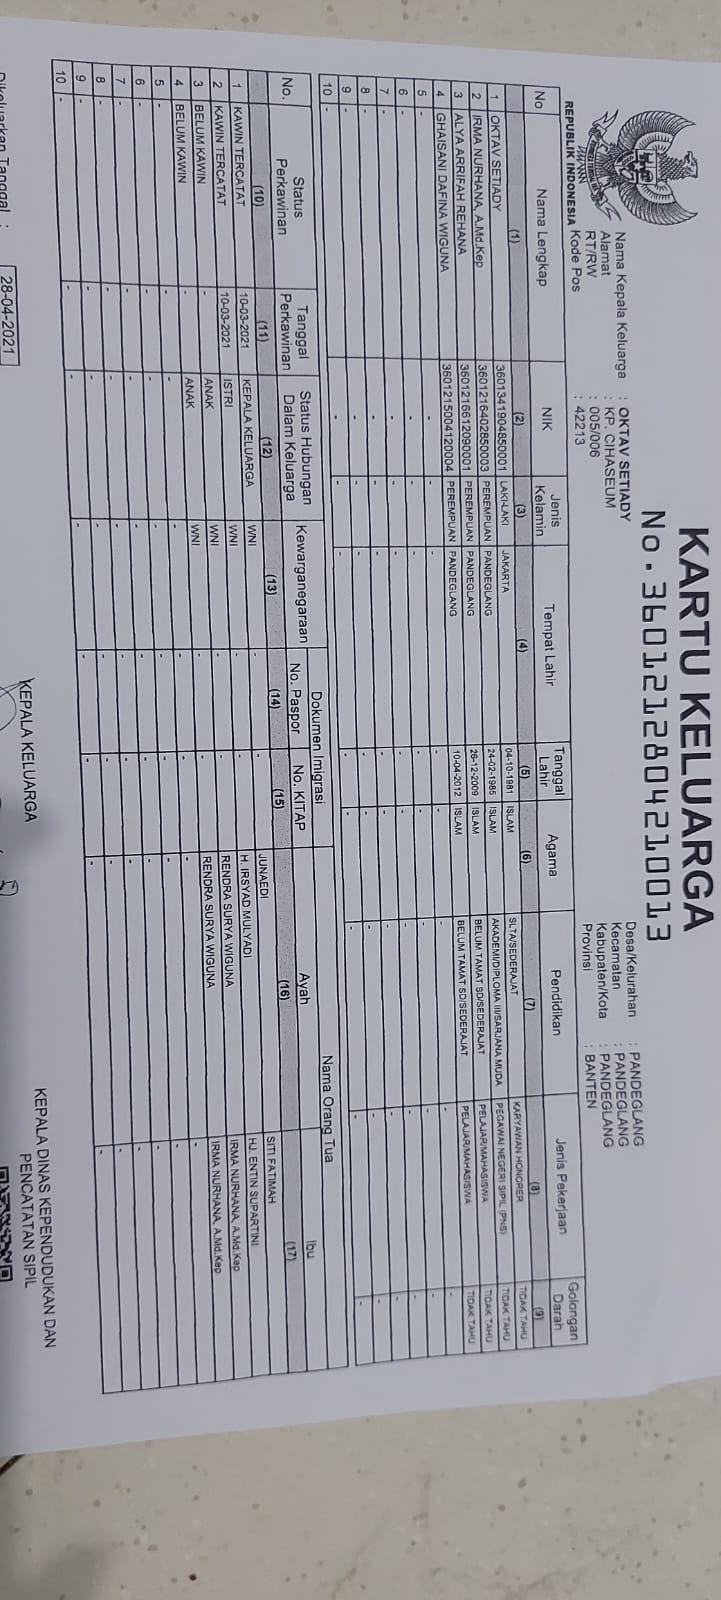 KARTU KELUARGA
No. 3601212804210013
REPUBLIK INDONESIA
Nama Kepala Keluarga : OKTAV SETIADY
Alamat : KP. CIHASEUM
RT/RW : 005/006
Kode Pos : 42213
Desa/Kelurahan : PANDEGLANG
Kecamatan : PANDEGLANG
Kabupaten/Kota : PANDEGLANG
Provinsi : BANTEN
No Nama Lengkap NIK Jenis Kelamin Tempat Lahir Tanggal Lahir Agama Pendidikan Jenis Pekerjaan Golongan Darah
(1) (2) (3) (4) (5) (6) (7) (8) (9)
1 OKTAV SETIADY 3601341904850001 LAKI-LAKI JAKARTA 04-10-1981 ISLAM SLTA/SEDERAJAT KARYAWAN HONORER TIDAK TAHU
2 IRMA NURHANA, A.Md.Kep 3601216402850003 PEREMPUAN PANDEGLANG 24-02-1985 ISLAM AKADEMI/DIPLOMA III/SARJANA MUDA PEGAWAI NEGERI SIPIL (PNS) TIDAK TAHU
3 ALYA ARRIFAH REHANA 3601216612090001 PEREMPUAN PANDEGLANG 26-12-2009 ISLAM BELUM TAMAT SD/SEDERAJAT PELAJAR/MAHASISWA TIDAK TAHU
4 GHAISANI DAFINA WIGUNA 3601215004120004 PEREMPUAN PANDEGLANG 10-04-2012 ISLAM BELUM TAMAT SD/SEDERAJAT PELAJAR/MAHASISWA TIDAK TAHU
5 - - - - - - - - -
6 - - - - - - - - -
7 - - - - - - - - -
8 - - - - - - - - -
9 - - - - - - - - -
10 - - - - - - - - -
No. Status Perkawinan Tanggal Perkawinan Status Hubungan Dalam Keluarga Kewarganegaraan Dokumen Imigrasi Nama Orang Tua
No. Paspor No. KITAP Ayah Ibu
(10) (11) (12) (13) (14) (15) (16) (17)
1 KAWIN TERCATAT 10-03-2021 KEPALA KELUARGA WNI - - JUNAEDI SITI FATIMAH
2 KAWIN TERCATAT 10-03-2021 ISTRI WNI - - H. IRSYAD MULYADI HJ. ENTIN SUPARTINI
3 BELUM KAWIN - ANAK WNI - - RENDRA SURYA WIGUNA IRMA NURHANA, A.Md.Kep
4 BELUM KAWIN - ANAK WNI - - RENDRA SURYA WIGUNA IRMA NURHANA, A.Md.Kep
5 - - - - - - - -
6 - - - - - - - -
7 - - - - - - - -
8 - - - - - - - -
9 - - - - - - - -
10 - - - - - - - -
Dikeluarkan Tanggal : 28-04-2021
KEPALA KELUARGA
KEPALA DINAS KEPENDUDUKAN DAN
PENCATATAN SIPIL